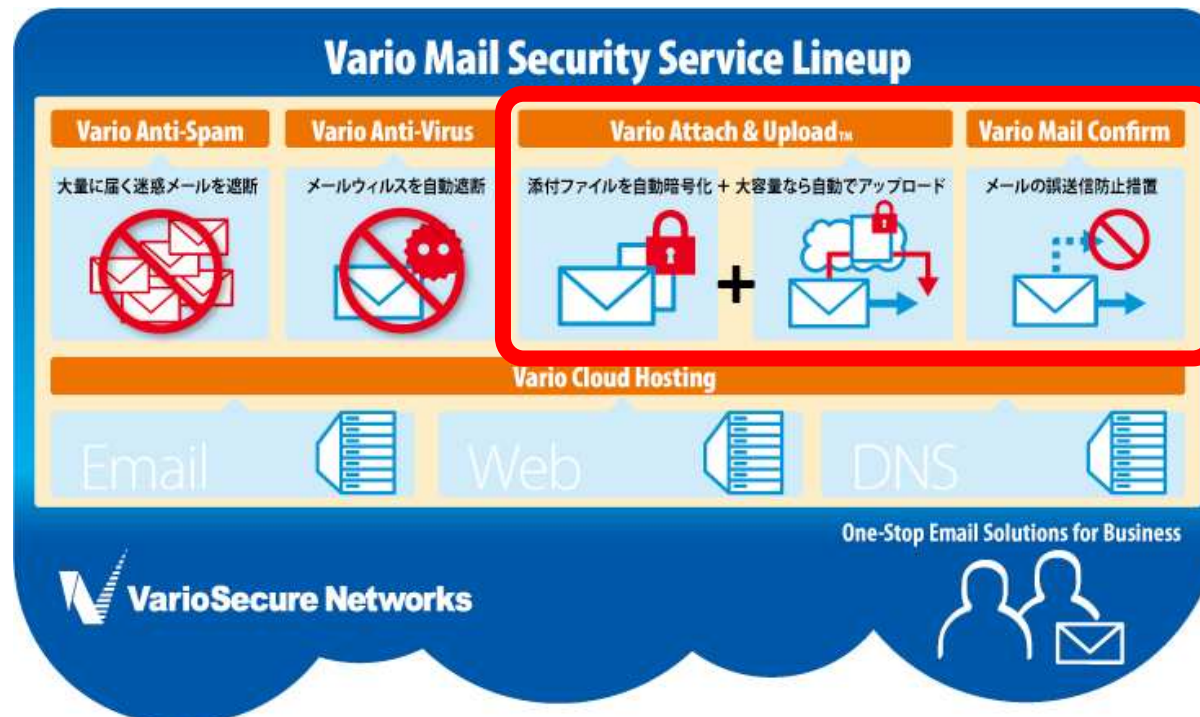 Vario Mail Security Service Lineup
Vario Anti-Spam
Vario Anti-Virus
Vario Attach & Upload™
Vario Mail Confirm
大量に届く迷惑メールを遮断
メールウィルスを自動遮断
添付ファイルを自動暗号化 + 大容量なら自動でアップロード
メールの誤送信防止措置
+
Vario Cloud Hosting
Email
Web
DNS
One-Stop Email Solutions for Business
VarioSecure Networks